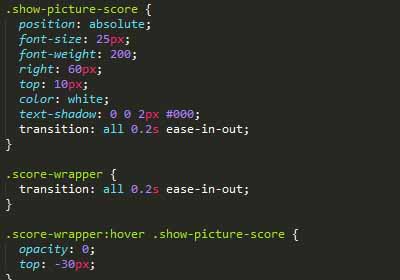 .show-picture-score {
  position: absolute;
  font-size: 25px;
  font-weight: 200;
  right: 60px;
  top: 10px;
  color: white;
  text-shadow: 0 0 2px #000;
  transition: all 0.2s ease-in-out;
}

.score-wrapper {
  transition: all 0.2s ease-in-out;
}

.score-wrapper:hover .show-picture-score {
  opacity: 0;
  top: -30px;